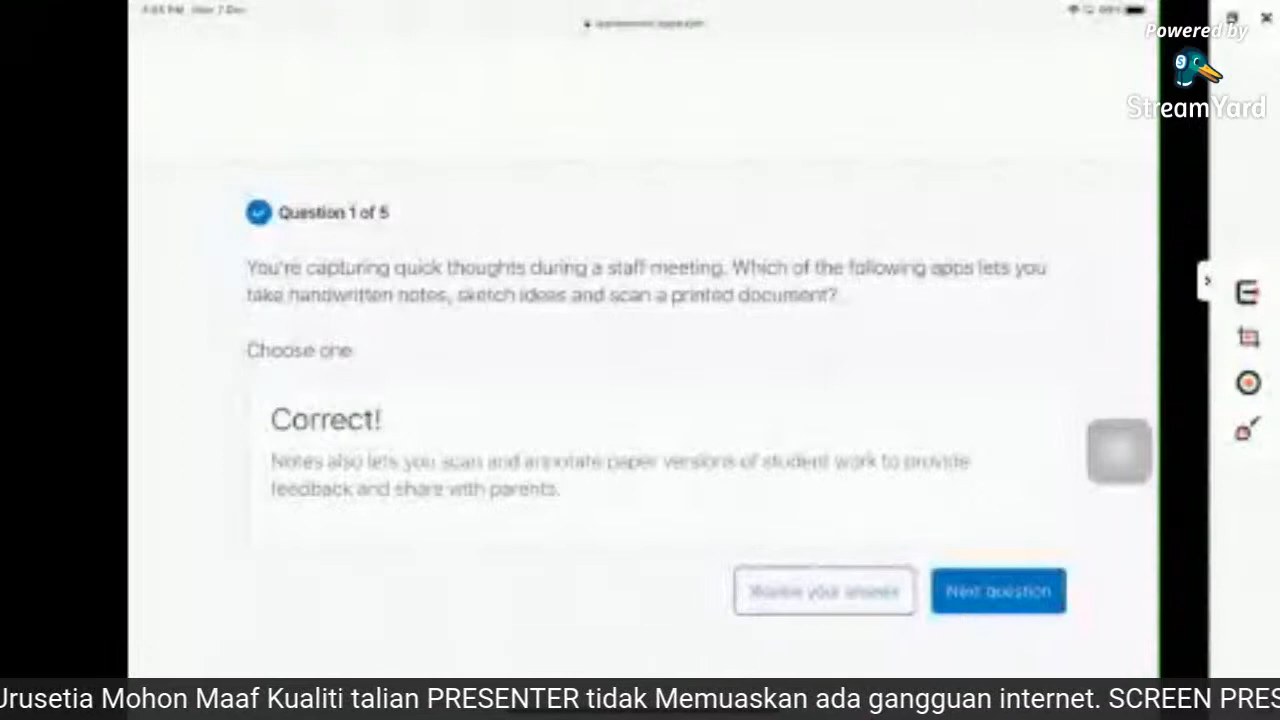 Powered by
StreamYard
Question 1 of 5
You're capturing quick thoughts during a staff meeting. Which of the following apps lets you
take handwritten notes, sketch ideas and scan a printed document?
Choose one
Correct!
Notes also lets you scan and annotate paper versions of student work to provide
feedback and share with parents.
your answer
Next question
Urusetia Mohon Maaf Kualiti talian PRESENTER tidak Memuaskan ada gangguan internet. SCREEN PRES